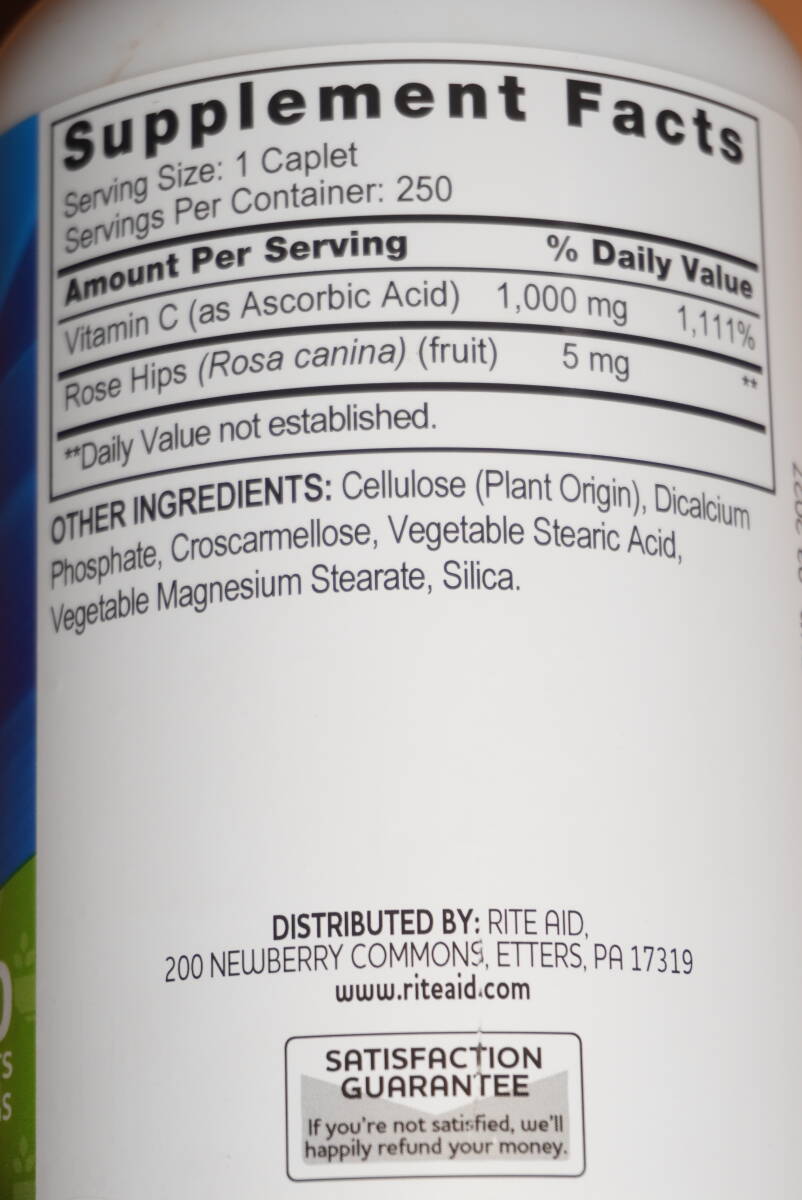 Supplement Facts
Serving Size: 1 Caplet
Servings Per Container: 250
Amount Per Serving % Daily Value
Vitamin C (as Ascorbic Acid) 1,000 mg 1,111%
Rose Hips (Rosa canina) (fruit) 5 mg **
**Daily Value not established.
OTHER INGREDIENTS: Cellulose (Plant Origin), Dicalcium
Phosphate, Croscarmellose, Vegetable Stearic Acid,
Vegetable Magnesium Stearate, Silica.
DISTRIBUTED BY: RITE AID,
200 NEWBERRY COMMONS, ETTERS, PA 17319
www.riteaid.com
SATISFACTION
GUARANTEE
If you're not satisfied, we'll
happily refund your money.